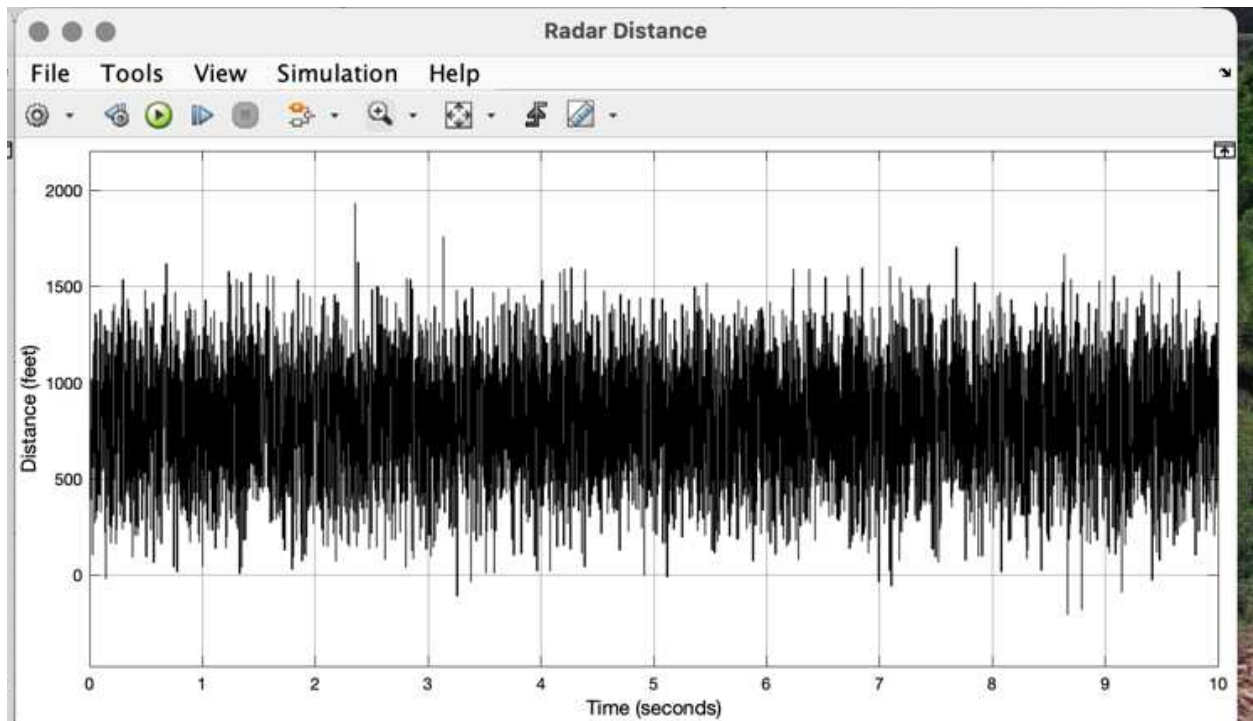 Radar Distance
File Tools View Simulation Help
2000
1500
1000
500
0
Distance (feet)
0 1 2 3 4 5 6 7 8 9 10
Time (seconds)